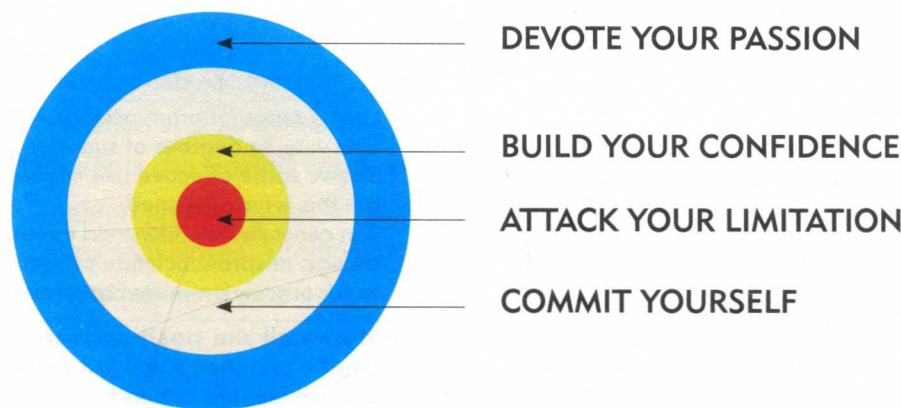 DEVOTE YOUR PASSION
BUILD YOUR CONFIDENCE
ATTACK YOUR LIMITATION
COMMIT YOURSELF